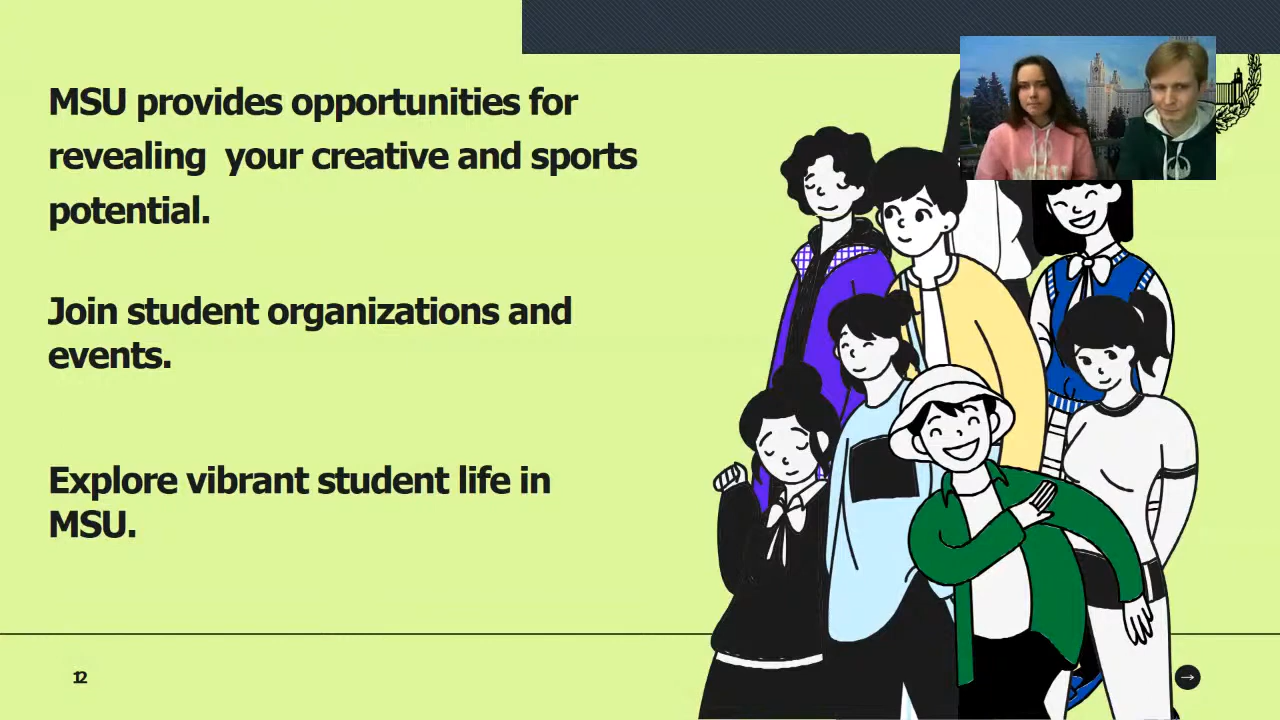 MSU provides opportunities for
revealing your creative and sports
potential.
Join student organizations and
events.
Explore vibrant student life in
MSU.
12